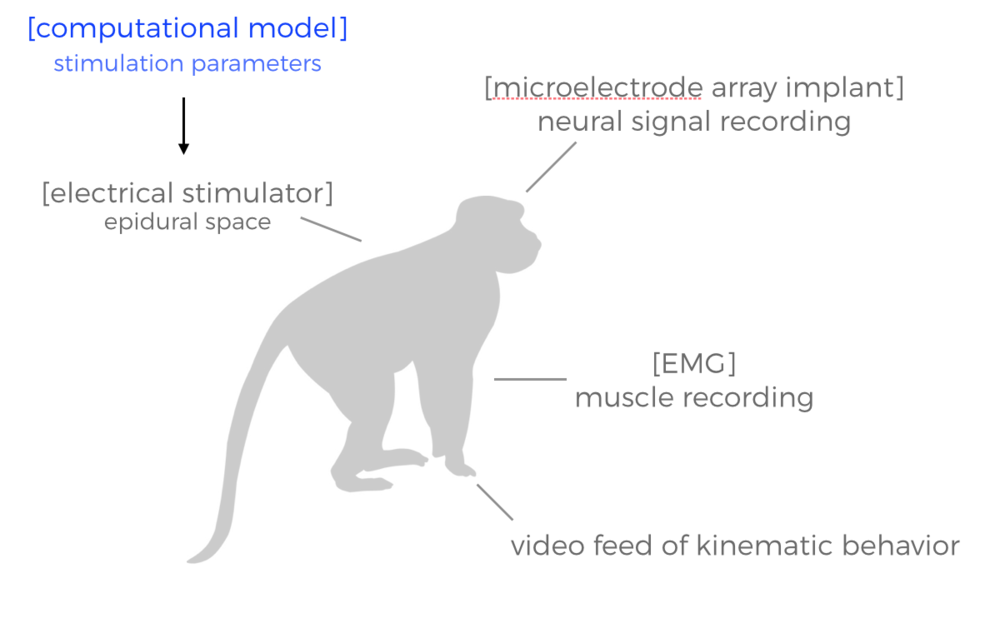 [computational model]
stimulation parameters
[microelectrode array implant]
neural signal recording
[electrical stimulator]
epidural space
[EMG]
muscle recording
video feed of kinematic behavior